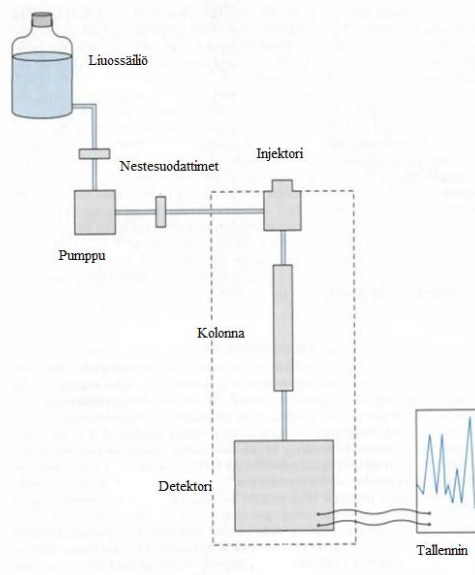 Liuossäiliö
Nestesuodattimet
Injektori
Pumppu
Kolonna
Detektori
Tallennin